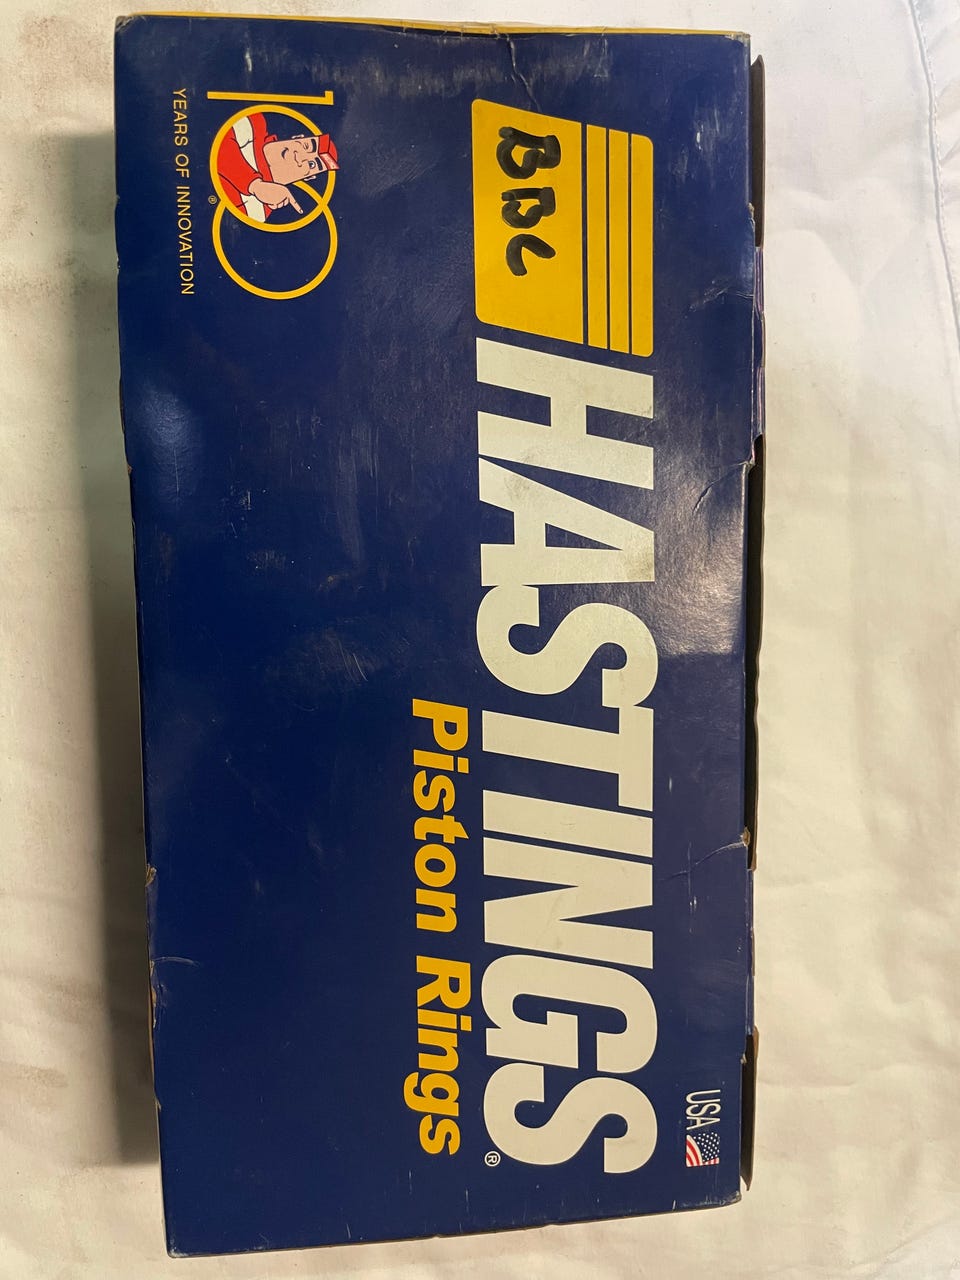 USA
BBC
HASTINGS®
Piston Rings
100®
YEARS OF INNOVATION